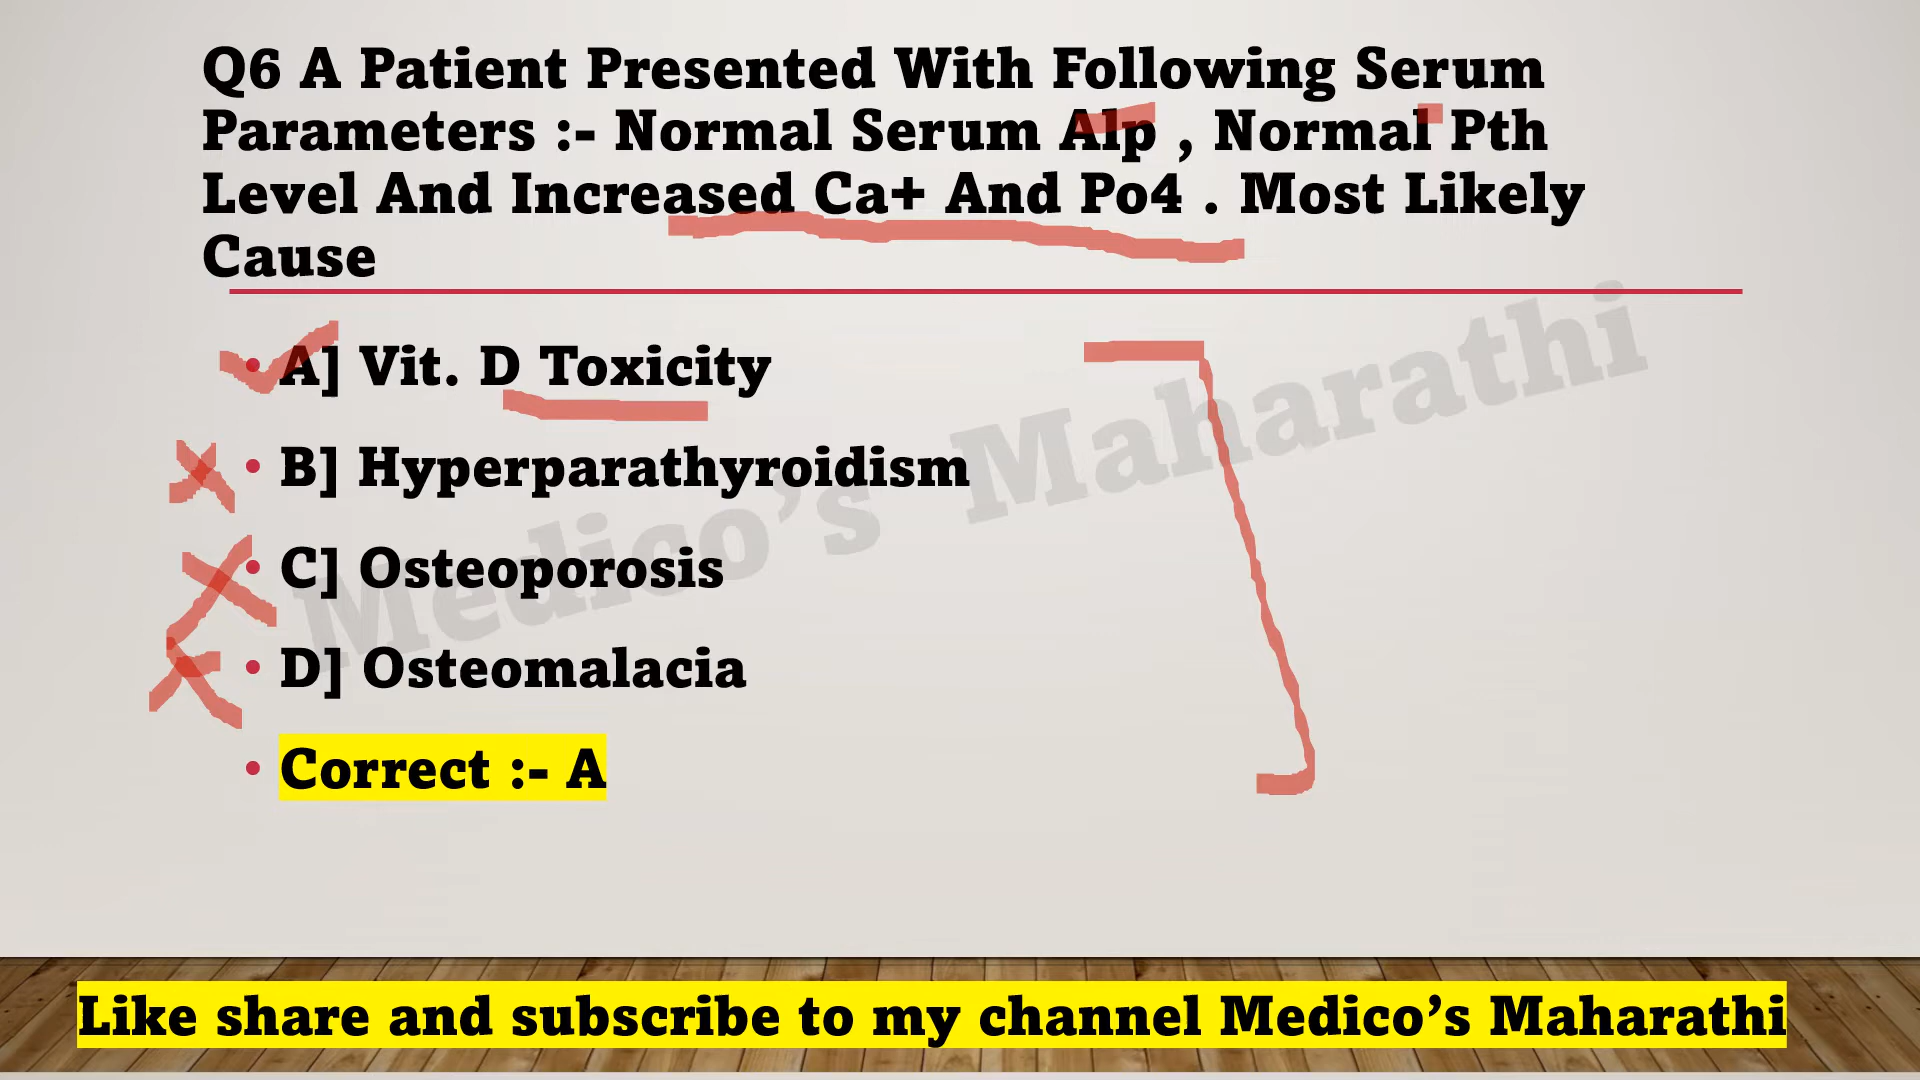 Q6 A Patient Presented With Following Serum
Parameters :- Normal Serum Alp , Normal Pth
Level And Increased Ca+ And Po4 . Most Likely
Cause
• A] Vit. D Toxicity
• B] Hyperparathyroidism
• C] Osteoporosis
• D] Osteomalacia
• Correct :- A
Medico’s Maharathi
Like share and subscribe to my channel Medico’s Maharathi